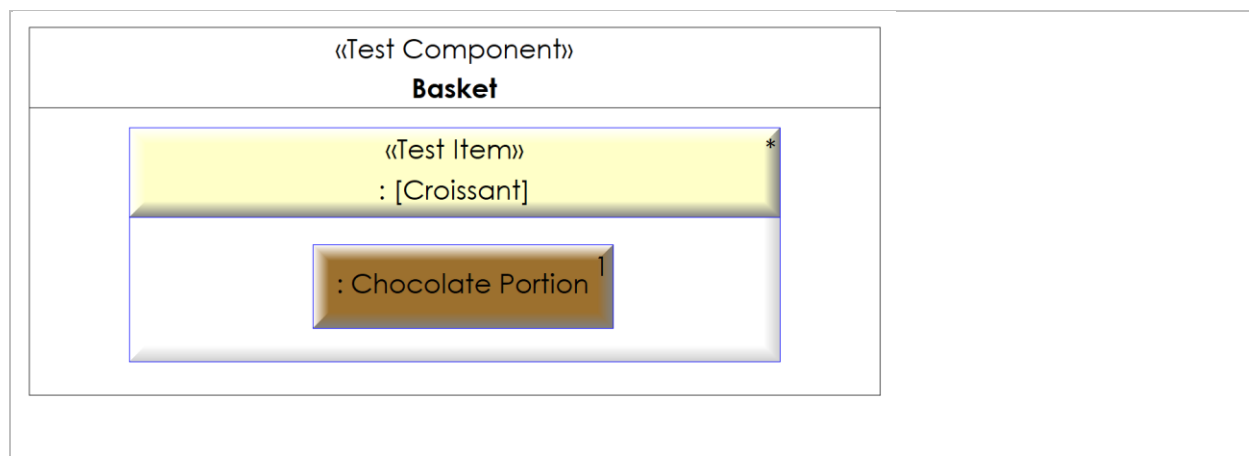 «Test Component»
Basket
«Test Item»
*
: [Croissant]
1
: Chocolate Portion